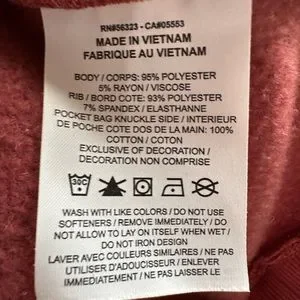 RN#56323 - CA#05553
MADE IN VIETNAM
FABRIQUE AU VIETNAM
BODY / CORPS: 95% POLYESTER
5% RAYON / VISCOSE
RIB / BORD COTE: 93% POLYESTER
7% SPANDEX / ELASTHANNE
POCKET BAG KNUCKLE SIDE / INTERIEUR
DE POCHE COTE DOS DE LA MAIN: 100%
COTTON / COTON
EXCLUSIVE OF DECORATION /
DECORATION NON COMPRISE
30C
WASH WITH LIKE COLORS / DO NOT USE
SOFTENERS / REMOVE IMMEDIATELY / DO
NOT ALLOW TO LAY ON ITSELF WHEN WET /
DO NOT IRON DESIGN
LAVER AVEC COULEURS SIMILAIRES / NE PAS
UTILISER D'ADOUCISSEUR / ENLEVER
IMMEDIATEMENT / NE PAS LAISSER LE